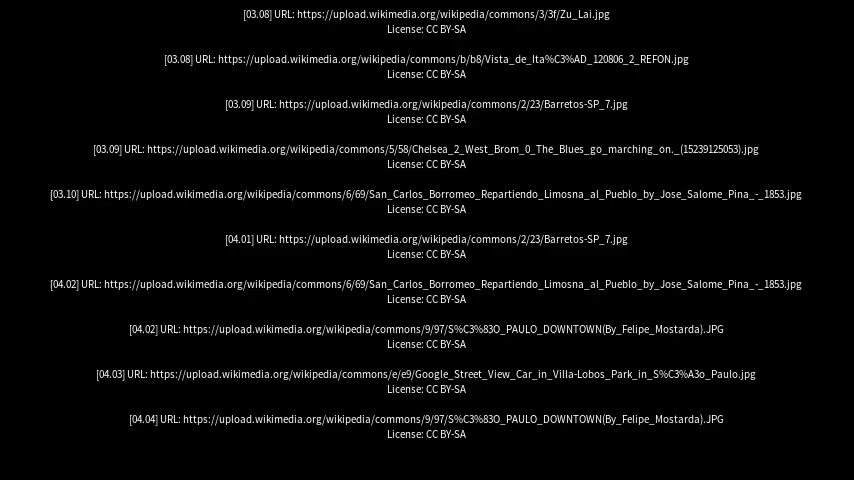 [03.08] URL: https://upload.wikimedia.org/wikipedia/commons/3/3f/Zu_Lai.jpg
License: CC BY-SA
[03.08] URL: https://upload.wikimedia.org/wikipedia/commons/b/b8/Vista_de_Ita%C3%AD_120806_2_REFON.jpg
License: CC BY-SA
[03.09] URL: https://upload.wikimedia.org/wikipedia/commons/2/23/Barretos-SP_7.jpg
License: CC BY-SA
[03.09] URL: https://upload.wikimedia.org/wikipedia/commons/5/58/Chelsea_2_West_Brom_0_The_Blues_go_marching_on._(15239125053).jpg
License: CC BY-SA
[03.10] URL: https://upload.wikimedia.org/wikipedia/commons/6/69/San_Carlos_Borromeo_Repartiendo_Limosna_al_Pueblo_by_Jose_Salome_Pina_-_1853.jpg
License: CC BY-SA
[04.01] URL: https://upload.wikimedia.org/wikipedia/commons/2/23/Barretos-SP_7.jpg
License: CC BY-SA
[04.02] URL: https://upload.wikimedia.org/wikipedia/commons/6/69/San_Carlos_Borromeo_Repartiendo_Limosna_al_Pueblo_by_Jose_Salome_Pina_-_1853.jpg
License: CC BY-SA
[04.02] URL: https://upload.wikimedia.org/wikipedia/commons/9/97/S%C3%83O_PAULO_DOWNTOWN(By_Felipe_Mostarda).JPG
License: CC BY-SA
[04.03] URL: https://upload.wikimedia.org/wikipedia/commons/e/e9/Google_Street_View_Car_in_Villa-Lobos_Park_in_S%C3%A3o_Paulo.jpg
License: CC BY-SA
[04.04] URL: https://upload.wikimedia.org/wikipedia/commons/9/97/S%C3%83O_PAULO_DOWNTOWN(By_Felipe_Mostarda).JPG
License: CC BY-SA